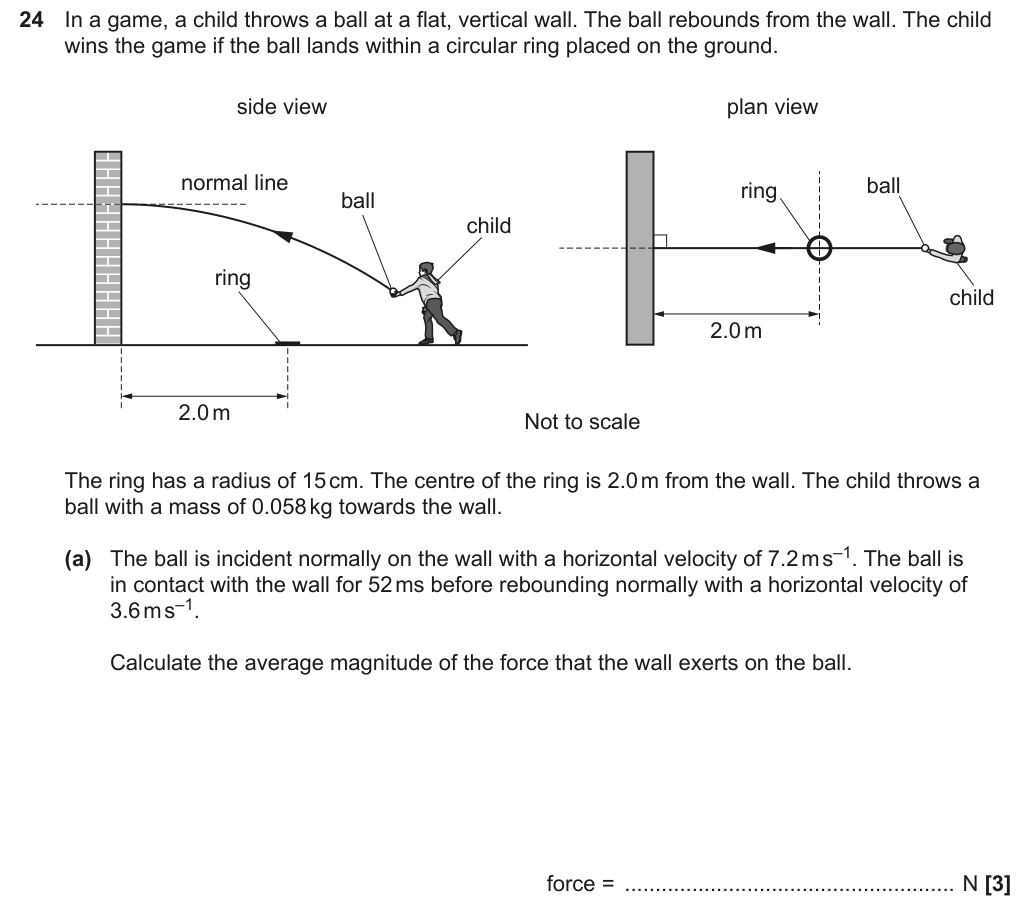 24 In a game, a child throws a ball at a flat, vertical wall. The ball rebounds from the wall. The child
wins the game if the ball lands within a circular ring placed on the ground.
side view
plan view
normal line
ball
child
ring
2.0 m
ring
ball
child
2.0 m
Not to scale
The ring has a radius of 15 cm. The centre of the ring is 2.0 m from the wall. The child throws a
ball with a mass of 0.058 kg towards the wall.
(a) The ball is incident normally on the wall with a horizontal velocity of 7.2 m s⁻¹. The ball is
in contact with the wall for 52 ms before rebounding normally with a horizontal velocity of
3.6 m s⁻¹.
Calculate the average magnitude of the force that the wall exerts on the ball.
force = ...................................................... N [3]